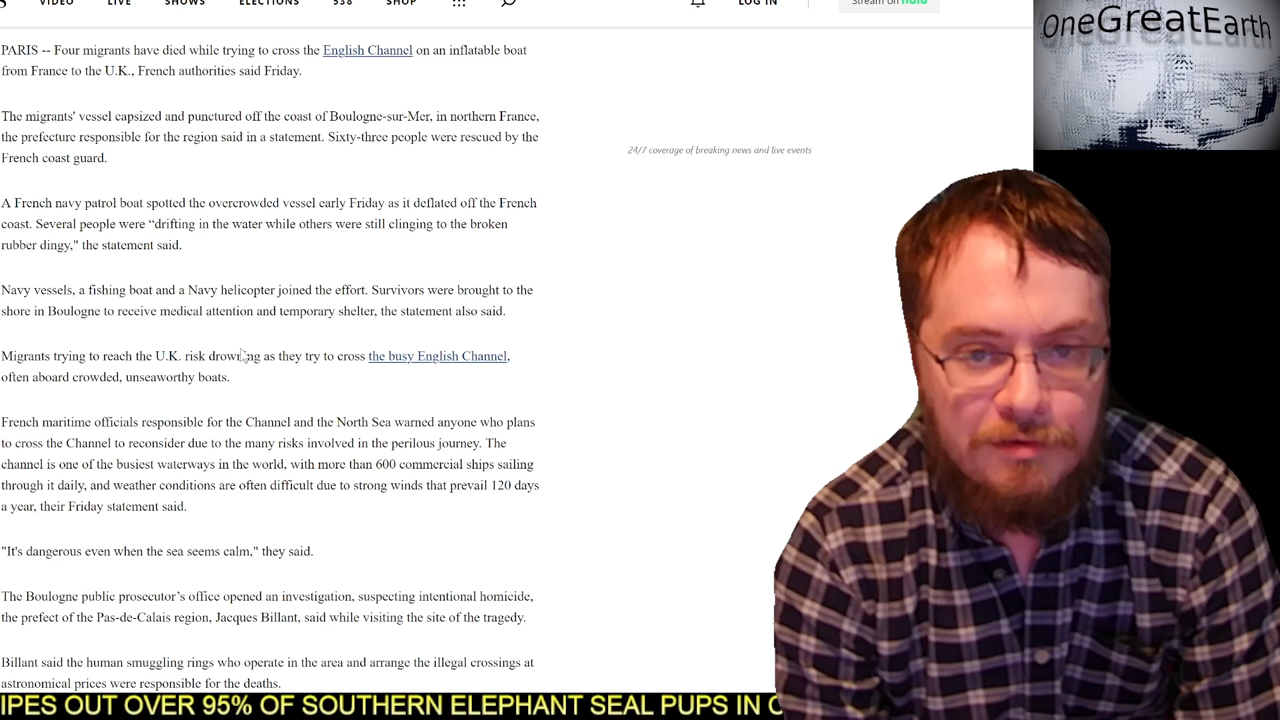 VIDEO LIVE SHOWS ELECTIONS 538 SHOP LOG IN Stream on hulu
OneGreatEarth
PARIS -- Four migrants have died while trying to cross the English Channel on an inflatable boat
from France to the U.K., French authorities said Friday.
The migrants' vessel capsized and punctured off the coast of Boulogne-sur-Mer, in northern France,
the prefecture responsible for the region said in a statement. Sixty-three people were rescued by the
French coast guard.
24/7 coverage of breaking news and live events
A French navy patrol boat spotted the overcrowded vessel early Friday as it deflated off the French
coast. Several people were “drifting in the water while others were still clinging to the broken
rubber dingy," the statement said.
Navy vessels, a fishing boat and a Navy helicopter joined the effort. Survivors were brought to the
shore in Boulogne to receive medical attention and temporary shelter, the statement also said.
Migrants trying to reach the U.K. risk drowning as they try to cross the busy English Channel,
often aboard crowded, unseaworthy boats.
French maritime officials responsible for the Channel and the North Sea warned anyone who plans
to cross the Channel to reconsider due to the many risks involved in the perilous journey. The
channel is one of the busiest waterways in the world, with more than 600 commercial ships sailing
through it daily, and weather conditions are often difficult due to strong winds that prevail 120 days
a year, their Friday statement said.
"It's dangerous even when the sea seems calm," they said.
The Boulogne public prosecutor’s office opened an investigation, suspecting intentional homicide,
the prefect of the Pas-de-Calais region, Jacques Billant, said while visiting the site of the tragedy.
Billant said the human smuggling rings who operate in the area and arrange the illegal crossings at
astronomical prices were responsible for the deaths.
IPES OUT OVER 95% OF SOUTHERN ELEPHANT SEAL PUPS IN